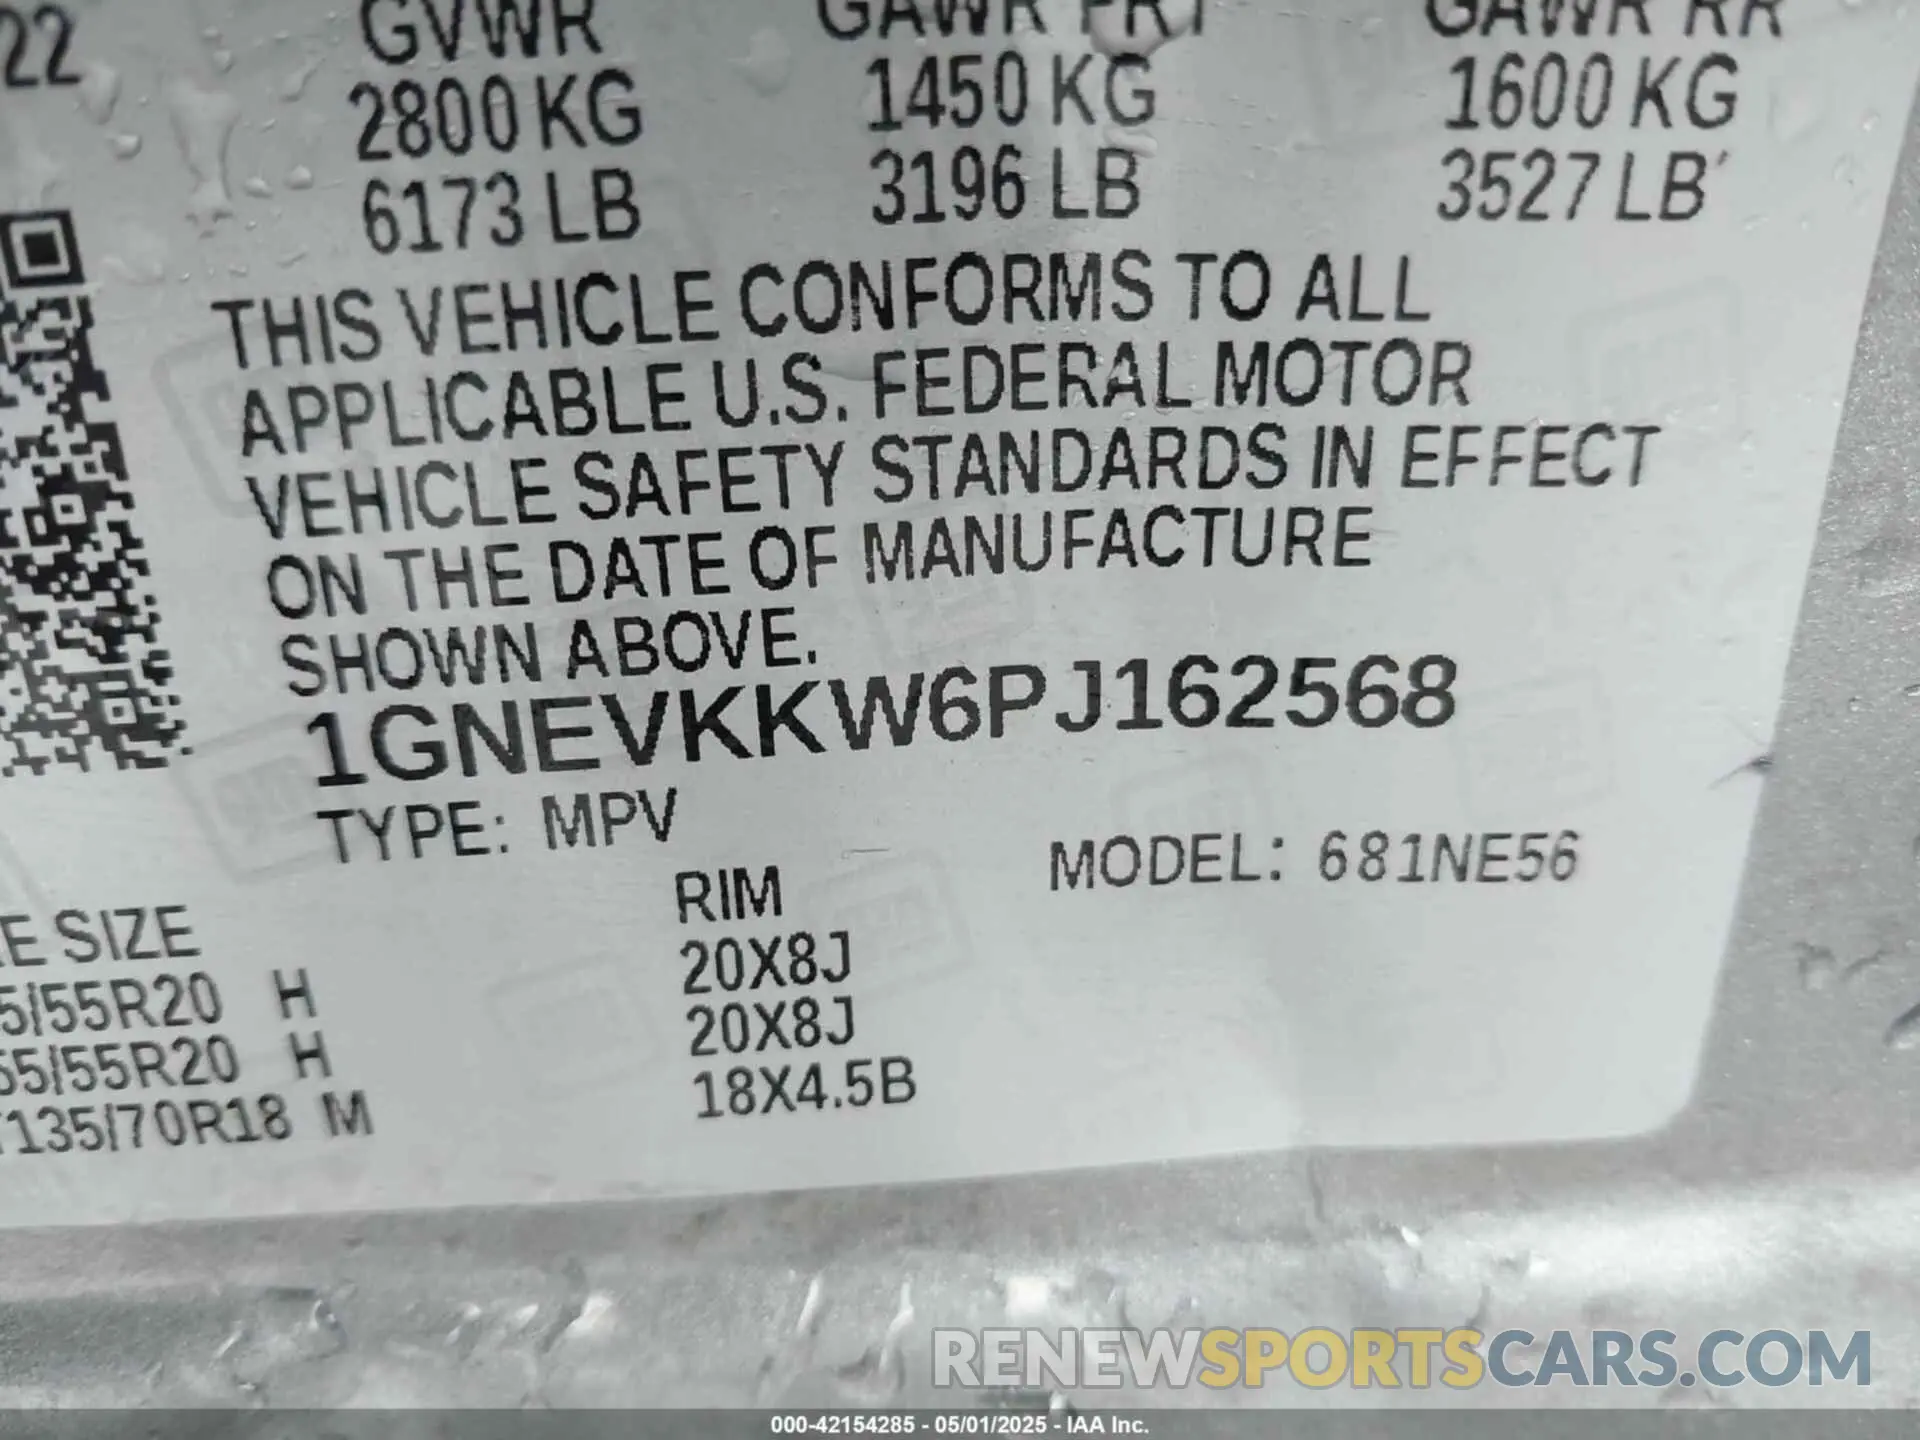 22 GVWR GAWR FRT GAWR RR
2800 KG 1450 KG 1600 KG
6173 LB 3196 LB 3527 LB
THIS VEHICLE CONFORMS TO ALL
APPLICABLE U.S. FEDERAL MOTOR
VEHICLE SAFETY STANDARDS IN EFFECT
ON THE DATE OF MANUFACTURE
SHOWN ABOVE.
1GNEVKKW6PJ162568
TYPE: MPV MODEL: 681NE56
E SIZE RIM
5/55R20 H 20X8J
55/55R20 H 20X8J
135/70R18 M 18X4.5B
RENEWSPORTSCARS.COM
000-42154285 - 05/01/2025 - IAA Inc.